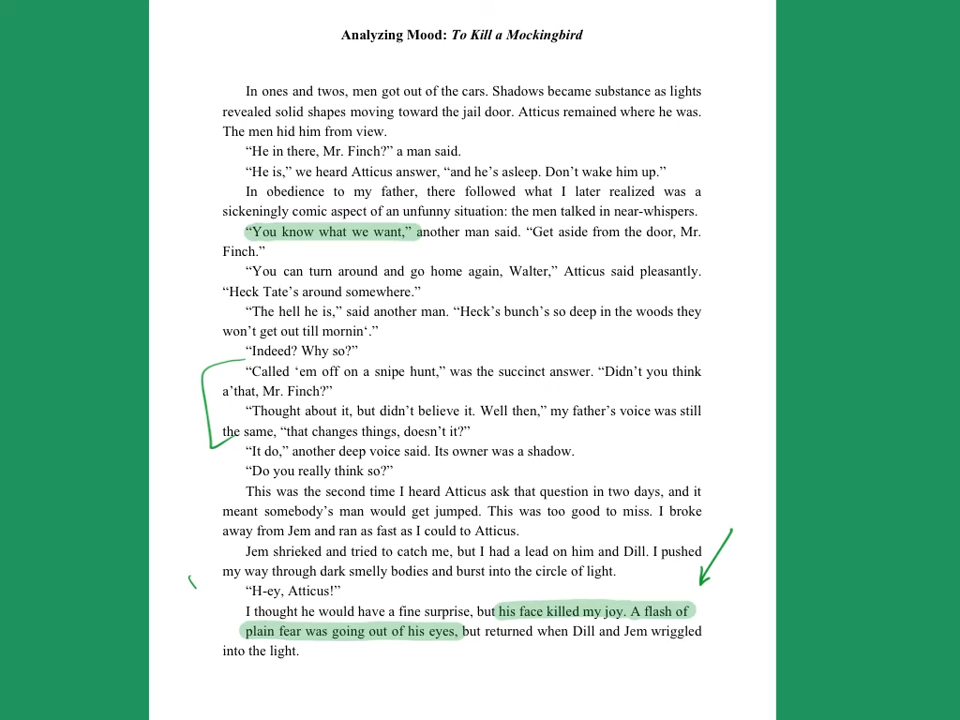 Analyzing Mood: To Kill a Mockingbird
In ones and twos, men got out of the cars. Shadows became substance as lights
revealed solid shapes moving toward the jail door. Atticus remained where he was.
The men hid him from view.
“He in there, Mr. Finch?” a man said.
“He is,” we heard Atticus answer, “and he’s asleep. Don’t wake him up.”
In obedience to my father, there followed what I later realized was a
sickeningly comic aspect of an unfunny situation: the men talked in near-whispers.
“You know what we want,” another man said. “Get aside from the door, Mr.
Finch.”
“You can turn around and go home again, Walter,” Atticus said pleasantly.
“Heck Tate’s around somewhere.”
“The hell he is,” said another man. “Heck’s bunch’s so deep in the woods they
won’t get out till mornin‘.”
“Indeed? Why so?”
“Called ‘em off on a snipe hunt,” was the succinct answer. “Didn’t you think
a’that, Mr. Finch?”
“Thought about it, but didn’t believe it. Well then,” my father’s voice was still
the same, “that changes things, doesn’t it?”
“It do,” another deep voice said. Its owner was a shadow.
“Do you really think so?”
This was the second time I heard Atticus ask that question in two days, and it
meant somebody’s man would get jumped. This was too good to miss. I broke
away from Jem and ran as fast as I could to Atticus.
Jem shrieked and tried to catch me, but I had a lead on him and Dill. I pushed
my way through dark smelly bodies and burst into the circle of light.
“H-ey, Atticus!”
I thought he would have a fine surprise, but his face killed my joy. A flash of
plain fear was going out of his eyes, but returned when Dill and Jem wriggled
into the light.